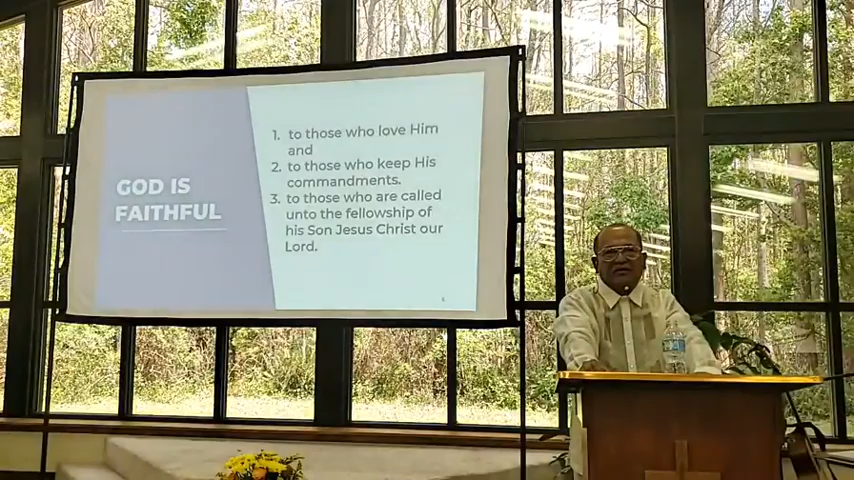 GOD IS
FAITHFUL
1. to those who love Him
and
2. to those who keep His
commandments.
3. to those who are called
unto the fellowship of
his Son Jesus Christ our
Lord.